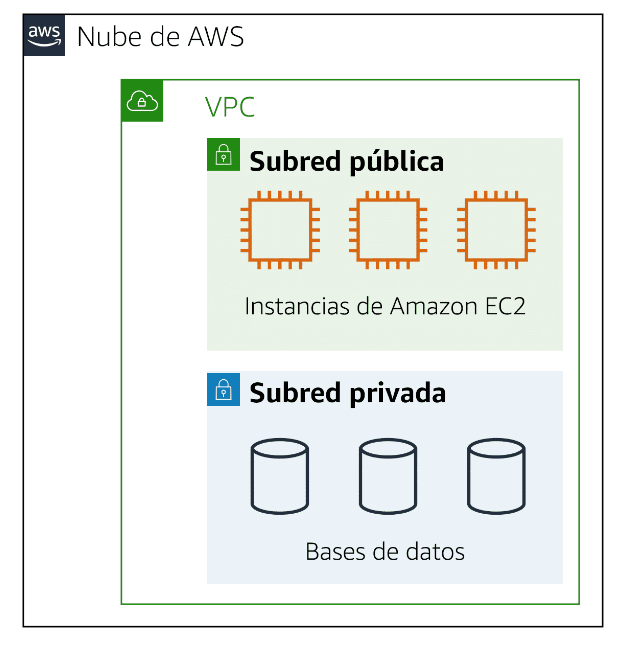 aws
Nube de AWS
VPC
Subred pública
Instancias de Amazon EC2
Subred privada
Bases de datos